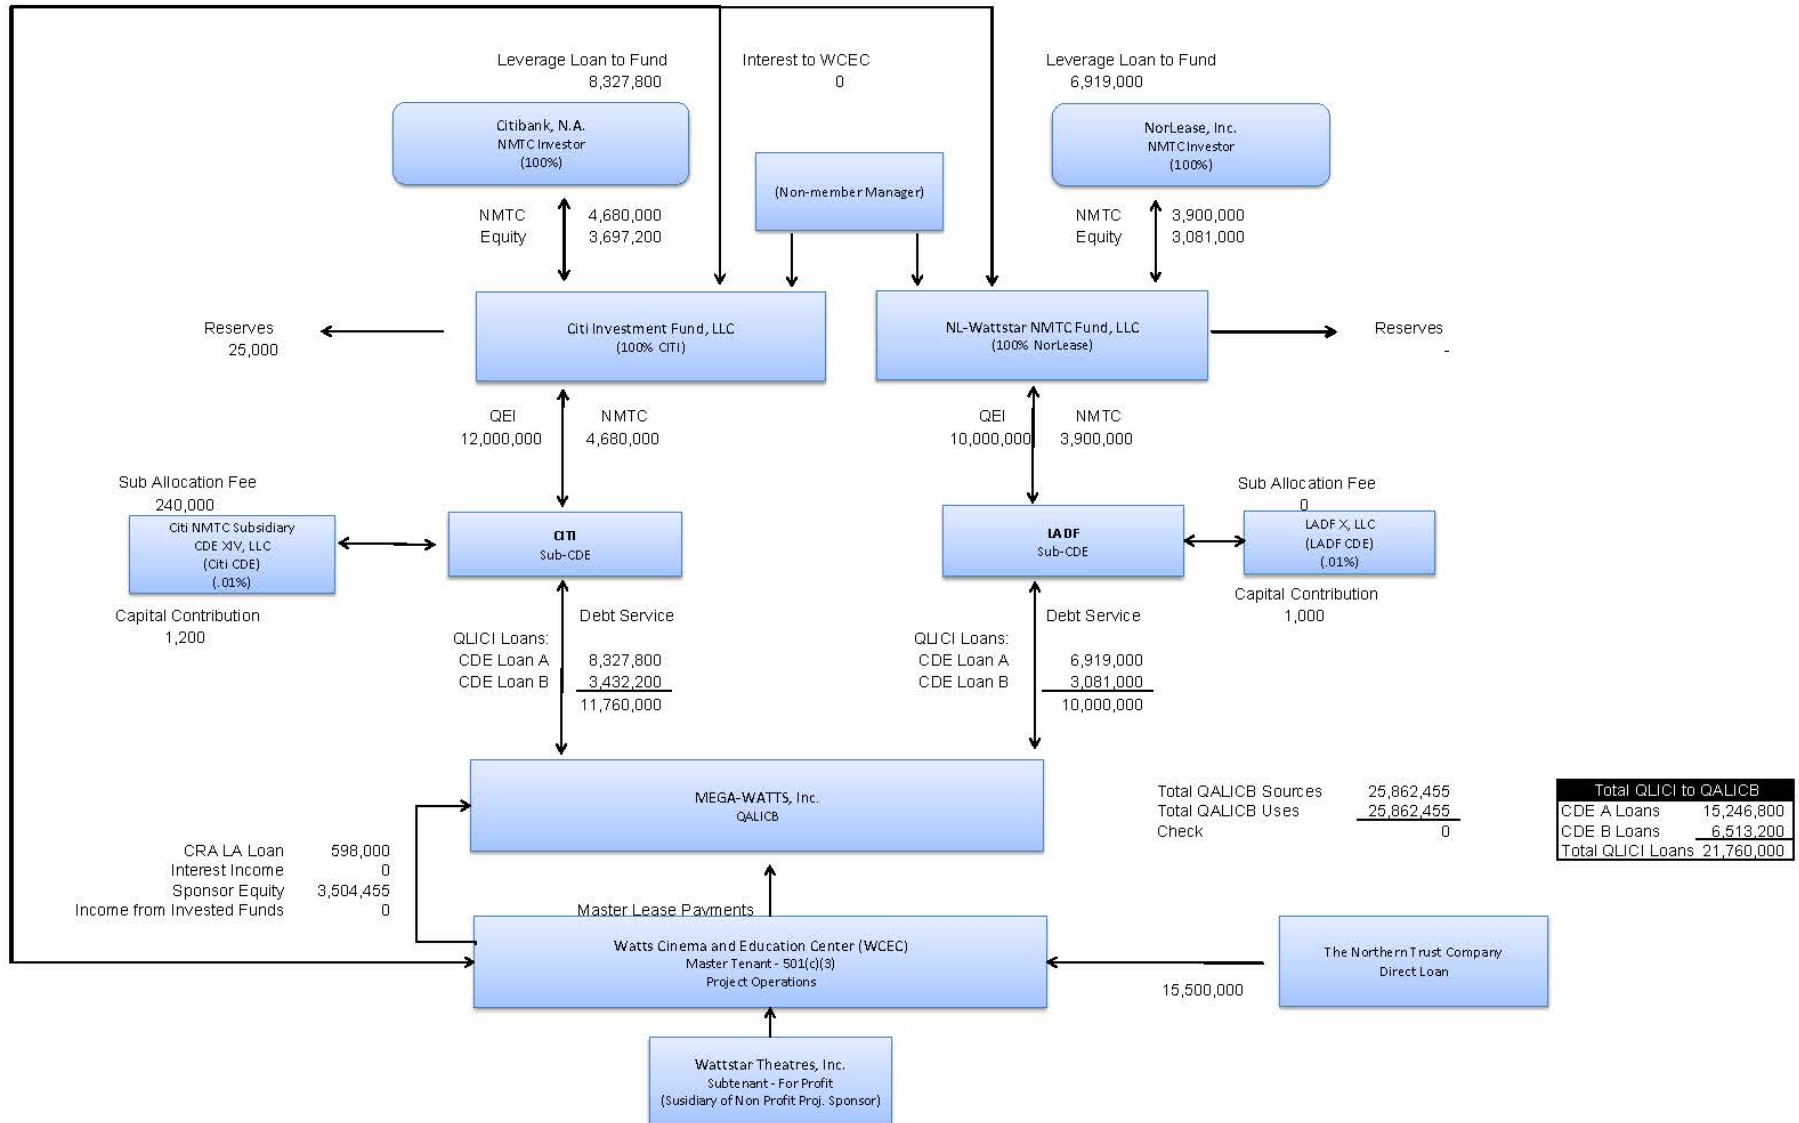 Leverage Loan to Fund
8,327,800
Interest to WCEC
0
Leverage Loan to Fund
6,919,000
Citibank, N.A.
NMTC Investor
(100%)
(Non-member Manager)
NorLease, Inc.
NMTC Investor
(100%)
NMTC 4,680,000
Equity 3,697,200
NMTC 3,900,000
Equity 3,081,000
Reserves
25,000
Citi Investment Fund, LLC
(100% CITI)
NL-Wattstar NMTC Fund, LLC
(100% NorLease)
Reserves
-
QEI NMTC
12,000,000 4,680,000
QEI NMTC
10,000,000 3,900,000
Sub Allocation Fee
240,000
Citi NMTC Subsidiary
CDE XIV, LLC
(Citi CDE)
(.01%)
Capital Contribution
1,200
CITI
Sub-CDE
LADF
Sub-CDE
Sub Allocation Fee
0
LADF X, LLC
(LADF CDE)
(.01%)
Capital Contribution
1,000
Debt Service
QLICI Loans:
CDE Loan A 8,327,800
CDE Loan B 3,432,200
11,760,000
Debt Service
QLICI Loans:
CDE Loan A 6,919,000
CDE Loan B 3,081,000
10,000,000
MEGA-WATTS, Inc.
QALICB
Total QALICB Sources 25,862,455
Total QALICB Uses 25,862,455
Check 0
Total QLICI to QALICB
CDE A Loans 15,246,800
CDE B Loans 6,513,200
Total QLICI Loans 21,760,000
CRA LA Loan 598,000
Interest Income 0
Sponsor Equity 3,504,455
Income from Invested Funds 0
Master Lease Payments
Watts Cinema and Education Center (WCEC)
Master Tenant - 501(c)(3)
Project Operations
15,500,000
The Northern Trust Company
Direct Loan
Wattstar Theatres, Inc.
Subtenant - For Profit
(Susidiary of Non Profit Proj. Sponsor)